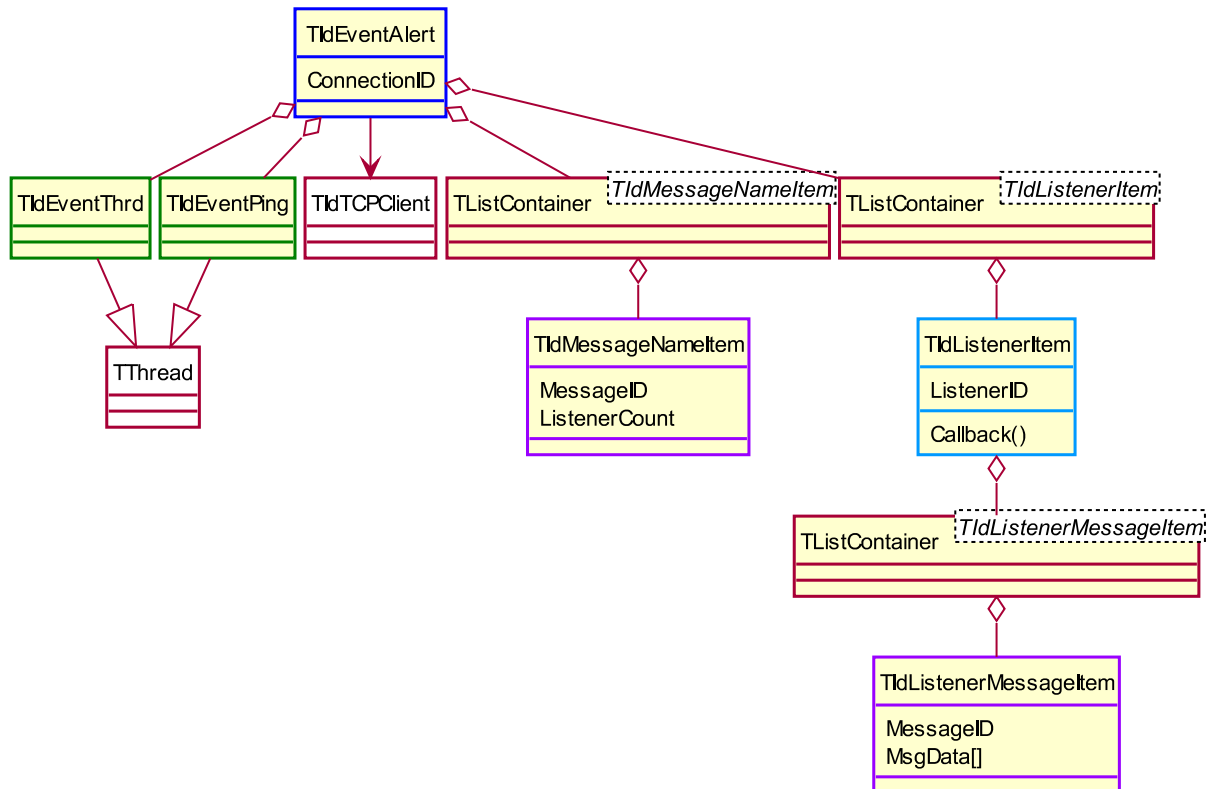 TIdEventAlert
ConnectionID
TIdEventThrd
TIdEventPing
TIdTCPClient
TListContainer
TIdMessageNameItem
TListContainer
TIdListenerItem
TThread
TIdMessageNameItem
MessageID
ListenerCount
TIdListenerItem
ListenerID
Callback()
TListContainer
TIdListenerMessageItem
TIdListenerMessageItem
MessageID
MsgData[]